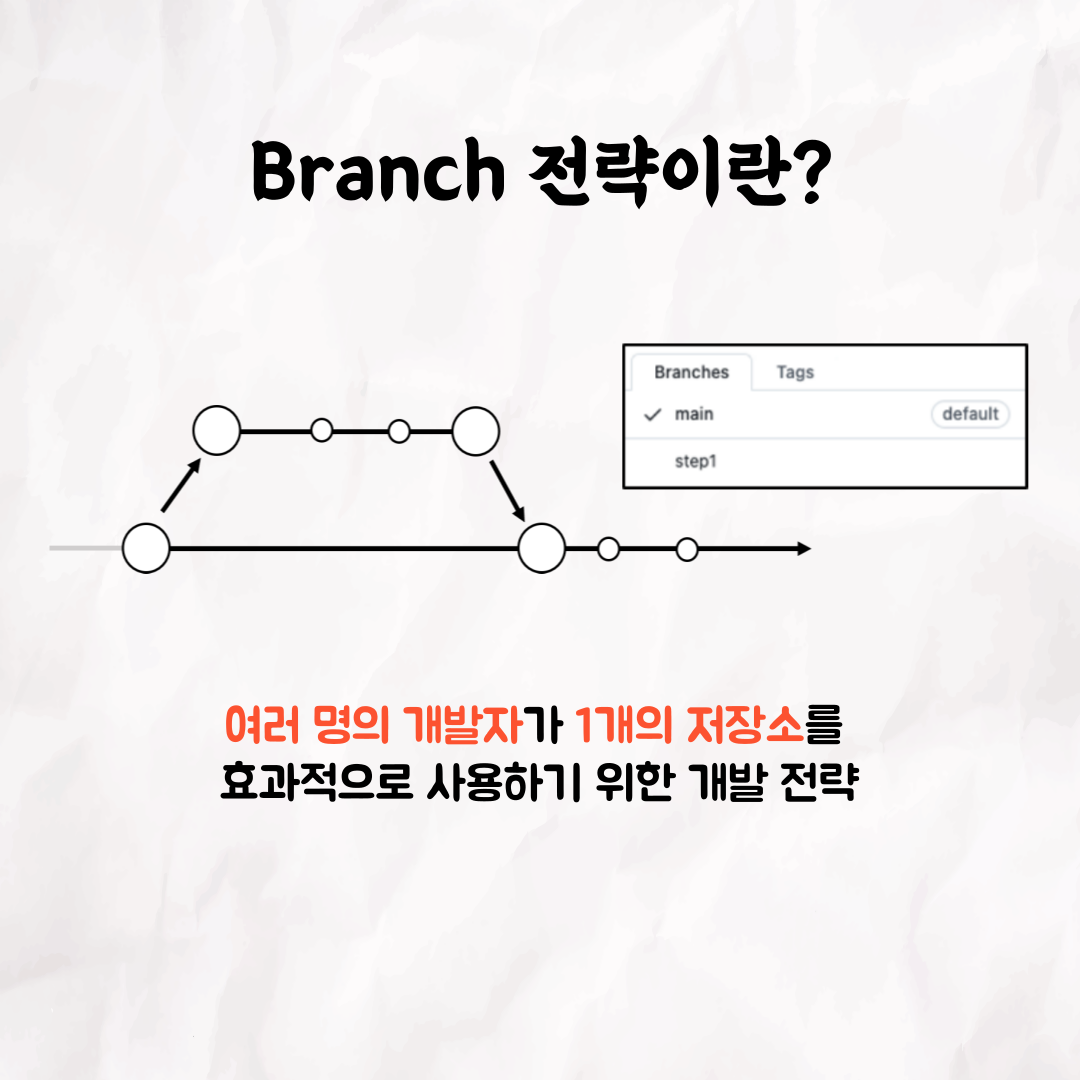 Branch 전략이란?
Branches Tags
main default
step1
여러 명의 개발자가 1개의 저장소를
효과적으로 사용하기 위한 개발 전략